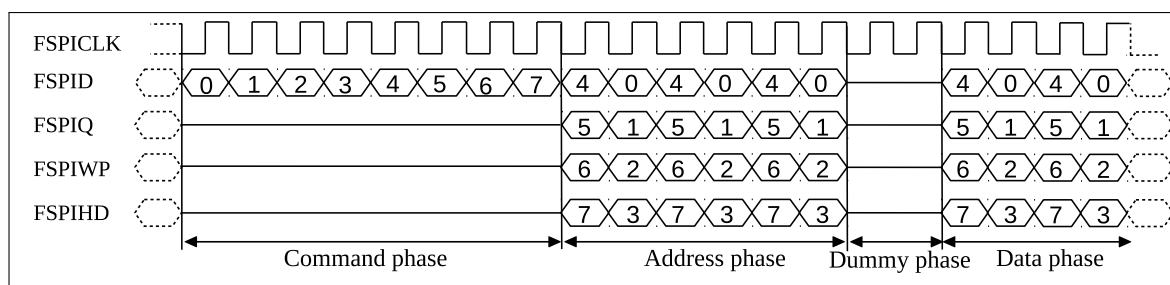 FSPICLK
FSPID 0 1 2 3 4 5 6 7 4 0 4 0 4 0 4 0 4 0
FSPIQ 5 1 5 1 5 1 5 1 5 1
FSPIWP 6 2 6 2 6 2 6 2 6 2
FSPIHD 7 3 7 3 7 3 7 3 7 3
Command phase Address phase Dummy phase Data phase